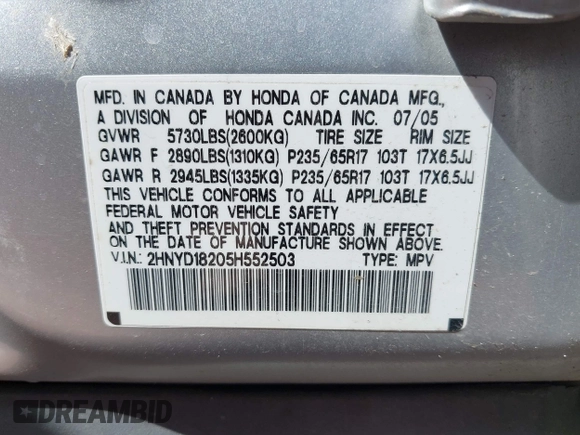 MFD. IN CANADA BY HONDA OF CANADA MFG.,
A DIVISION OF HONDA CANADA INC. 07/05
GVWR 5730LBS(2600KG) TIRE SIZE RIM SIZE
GAWR F 2890LBS(1310KG) P235/65R17 103T 17X6.5JJ
GAWR R 2945LBS(1335KG) P235/65R17 103T 17X6.5JJ
THIS VEHICLE CONFORMS TO ALL APPLICABLE
FEDERAL MOTOR VEHICLE SAFETY
AND THEFT PREVENTION STANDARDS IN EFFECT
ON THE DATE OF MANUFACTURE SHOWN ABOVE.
V.I.N.: 2HNYD18205H552503 TYPE: MPV
DREAMBID